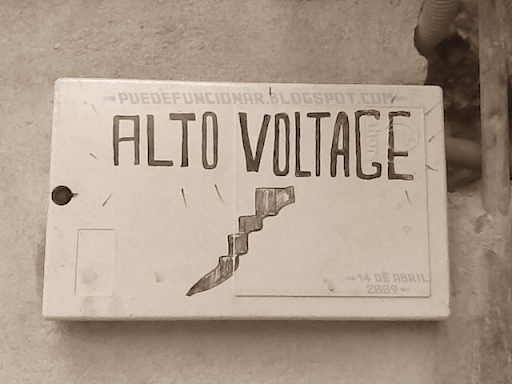 PUEDEFUNCIONAR.BLOGSPOT.COM
ALTO VOLTAGE
14 DE ABRIL
2009